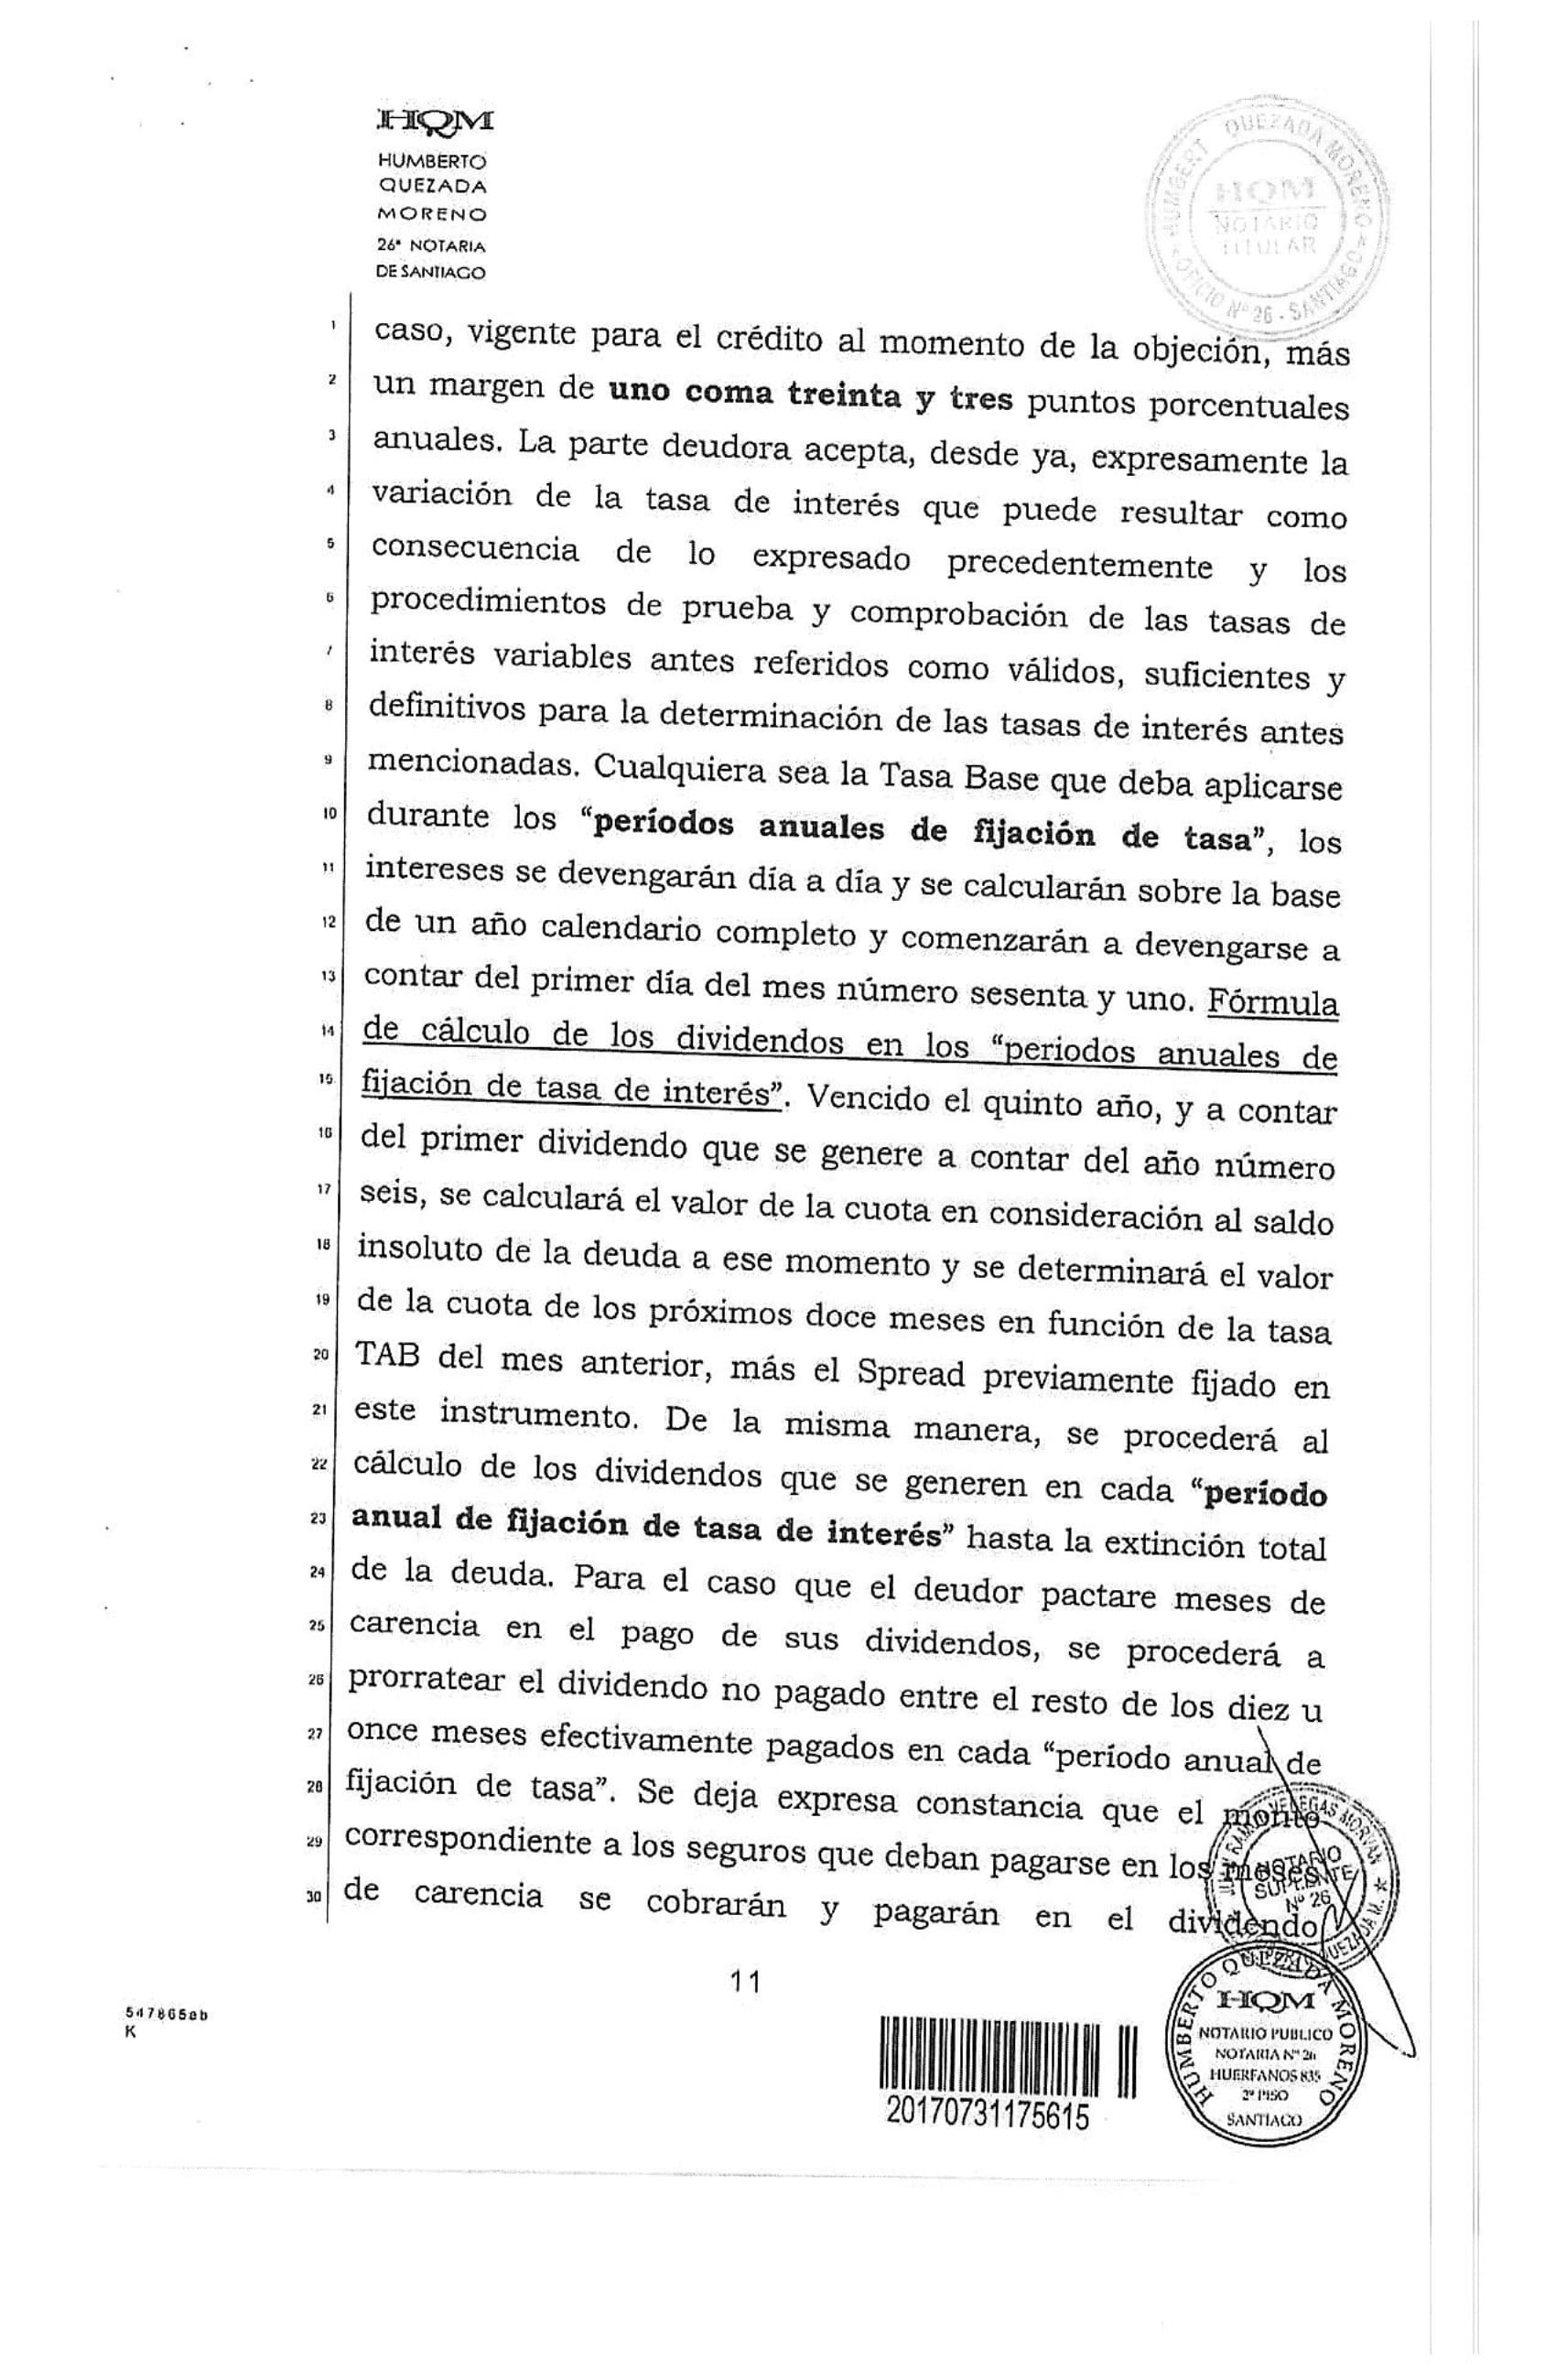 HQM
HUMBERTO
QUEZADA
MORENO
26ª NOTARIA
DE SANTIAGO
HUMBERT QUEZADA MORENO
HQM
NOTARIO
TITULAR
OFICIO Nº 26 - SANTIAGO
1 caso, vigente para el crédito al momento de la objeción, más
2 un margen de uno coma treinta y tres puntos porcentuales
3 anuales. La parte deudora acepta, desde ya, expresamente la
4 variación de la tasa de interés que puede resultar como
5 consecuencia de lo expresado precedentemente y los
6 procedimientos de prueba y comprobación de las tasas de
7 interés variables antes referidos como válidos, suficientes y
8 definitivos para la determinación de las tasas de interés antes
9 mencionadas. Cualquiera sea la Tasa Base que deba aplicarse
10 durante los “períodos anuales de fijación de tasa”, los
11 intereses se devengarán día a día y se calcularán sobre la base
12 de un año calendario completo y comenzarán a devengarse a
13 contar del primer día del mes número sesenta y uno. Fórmula
14 de cálculo de los dividendos en los “periodos anuales de
15 fijación de tasa de interés”. Vencido el quinto año, y a contar
16 del primer dividendo que se genere a contar del año número
17 seis, se calculará el valor de la cuota en consideración al saldo
18 insoluto de la deuda a ese momento y se determinará el valor
19 de la cuota de los próximos doce meses en función de la tasa
20 TAB del mes anterior, más el Spread previamente fijado en
21 este instrumento. De la misma manera, se procederá al
22 cálculo de los dividendos que se generen en cada “período
23 anual de fijación de tasa de interés” hasta la extinción total
24 de la deuda. Para el caso que el deudor pactare meses de
25 carencia en el pago de sus dividendos, se procederá a
26 prorratear el dividendo no pagado entre el resto de los diez u
27 once meses efectivamente pagados en cada “período anual de
28 fijación de tasa”. Se deja expresa constancia que el monto
29 correspondiente a los seguros que deban pagarse en los meses
30 de carencia se cobrarán y pagarán en el dividendo
NOTARIO
SUPLENTE
Nº 26
11
547865ab
K
20170731175615
HUMBERTO QUEZADA MORENO
HQM
NOTARIO PUBLICO
NOTARIA Nº 26
HUERFANOS 835
2º PISO
SANTIAGO